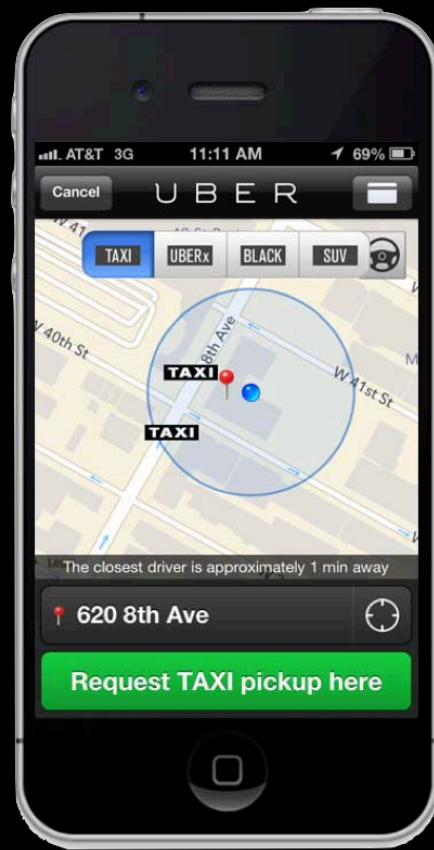 AT&T 3G 11:11 AM 69%
Cancel UBER
W. 41
TAXI UBERx BLACK SUV
W 40th St
8th Ave
W 41st St
TAXI
TAXI
The closest driver is approximately 1 min away
620 8th Ave
Request TAXI pickup here